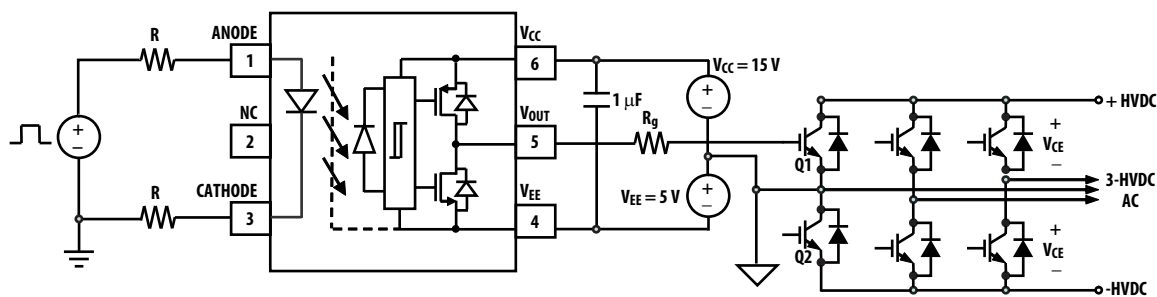 R
ANODE
1
NC
2
R
CATHODE
3
+
−
VCC
6
VOUT
5
VEE
4
1 μF
Rg
+
−
VCC = 15 V
+
−
VEE = 5 V
Q1
Q2
+ HVDC
+
VCE
−
3-HVDC
AC
+
VCE
−
-HVDC